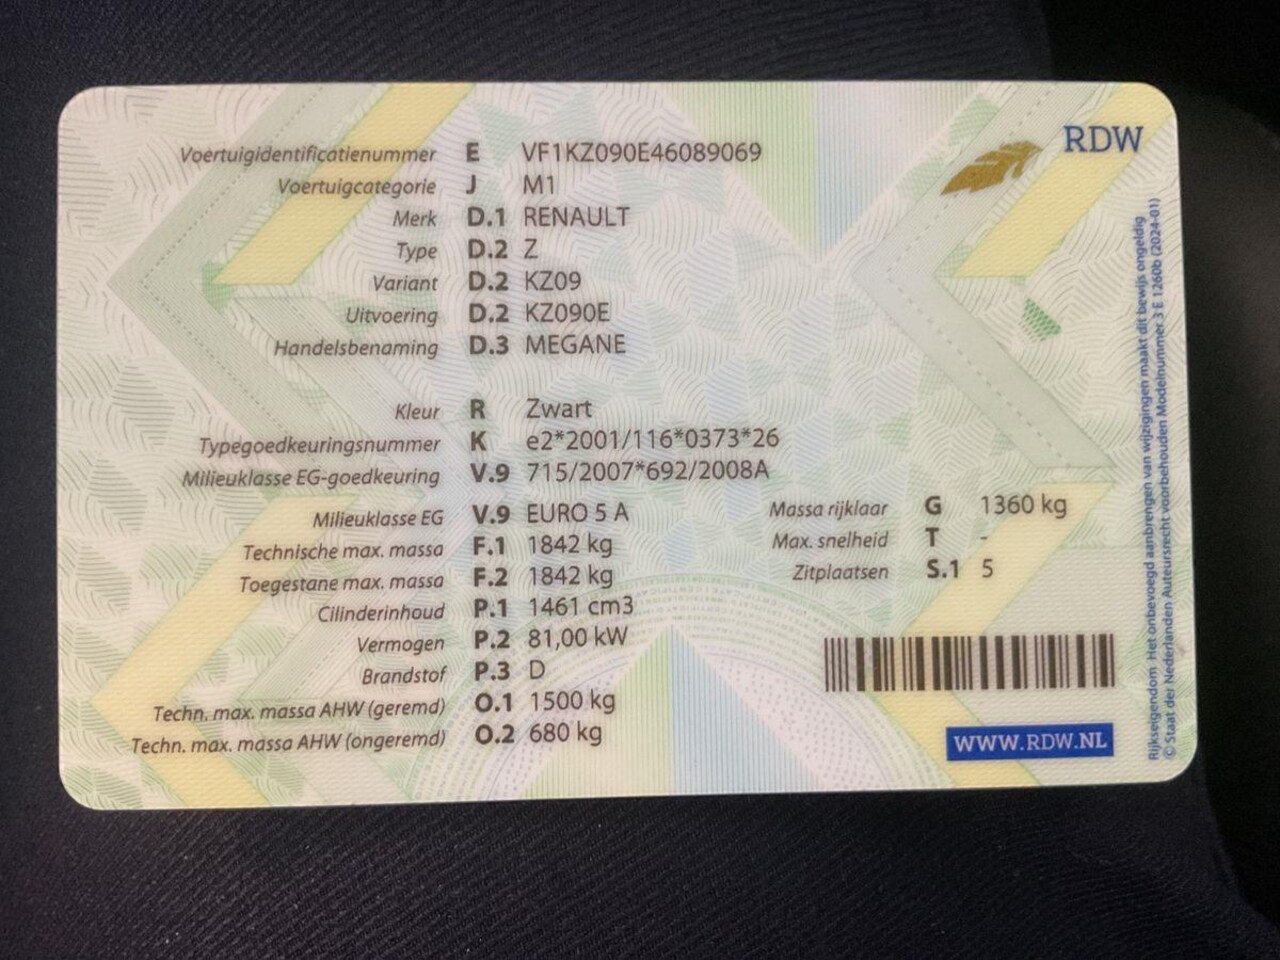 RDW
Voertuigidentificatienummer E VF1KZ090E46089069
Voertuigcategorie J M1
Merk D.1 RENAULT
Type D.2 Z
Variant D.2 KZ09
Uitvoering D.2 KZ090E
Handelsbenaming D.3 MEGANE
Kleur R Zwart
Typegoedkeuringsnummer K e2*2001/116*0373*26
Milieuklasse EG-goedkeuring V.9 715/2007*692/2008A
Milieuklasse EG V.9 EURO 5 A
Technische max. massa F.1 1842 kg
Toegestane max. massa F.2 1842 kg
Cilinderinhoud P.1 1461 cm3
Vermogen P.2 81,00 kW
Brandstof P.3 D
Techn. max. massa AHW (geremd) O.1 1500 kg
Techn. max. massa AHW (ongeremd) O.2 680 kg
Massa rijklaar G 1360 kg
Max. snelheid T -
Zitplaatsen S.1 5
WWW.RDW.NL
Rijkseigendom Het onbevoegd aanbrengen van wijzigingen maakt dit bewijs ongeldig
© Staat der Nederlanden Auteursrecht voorbehouden Modelnummer 3 E 1260b (2024-01)